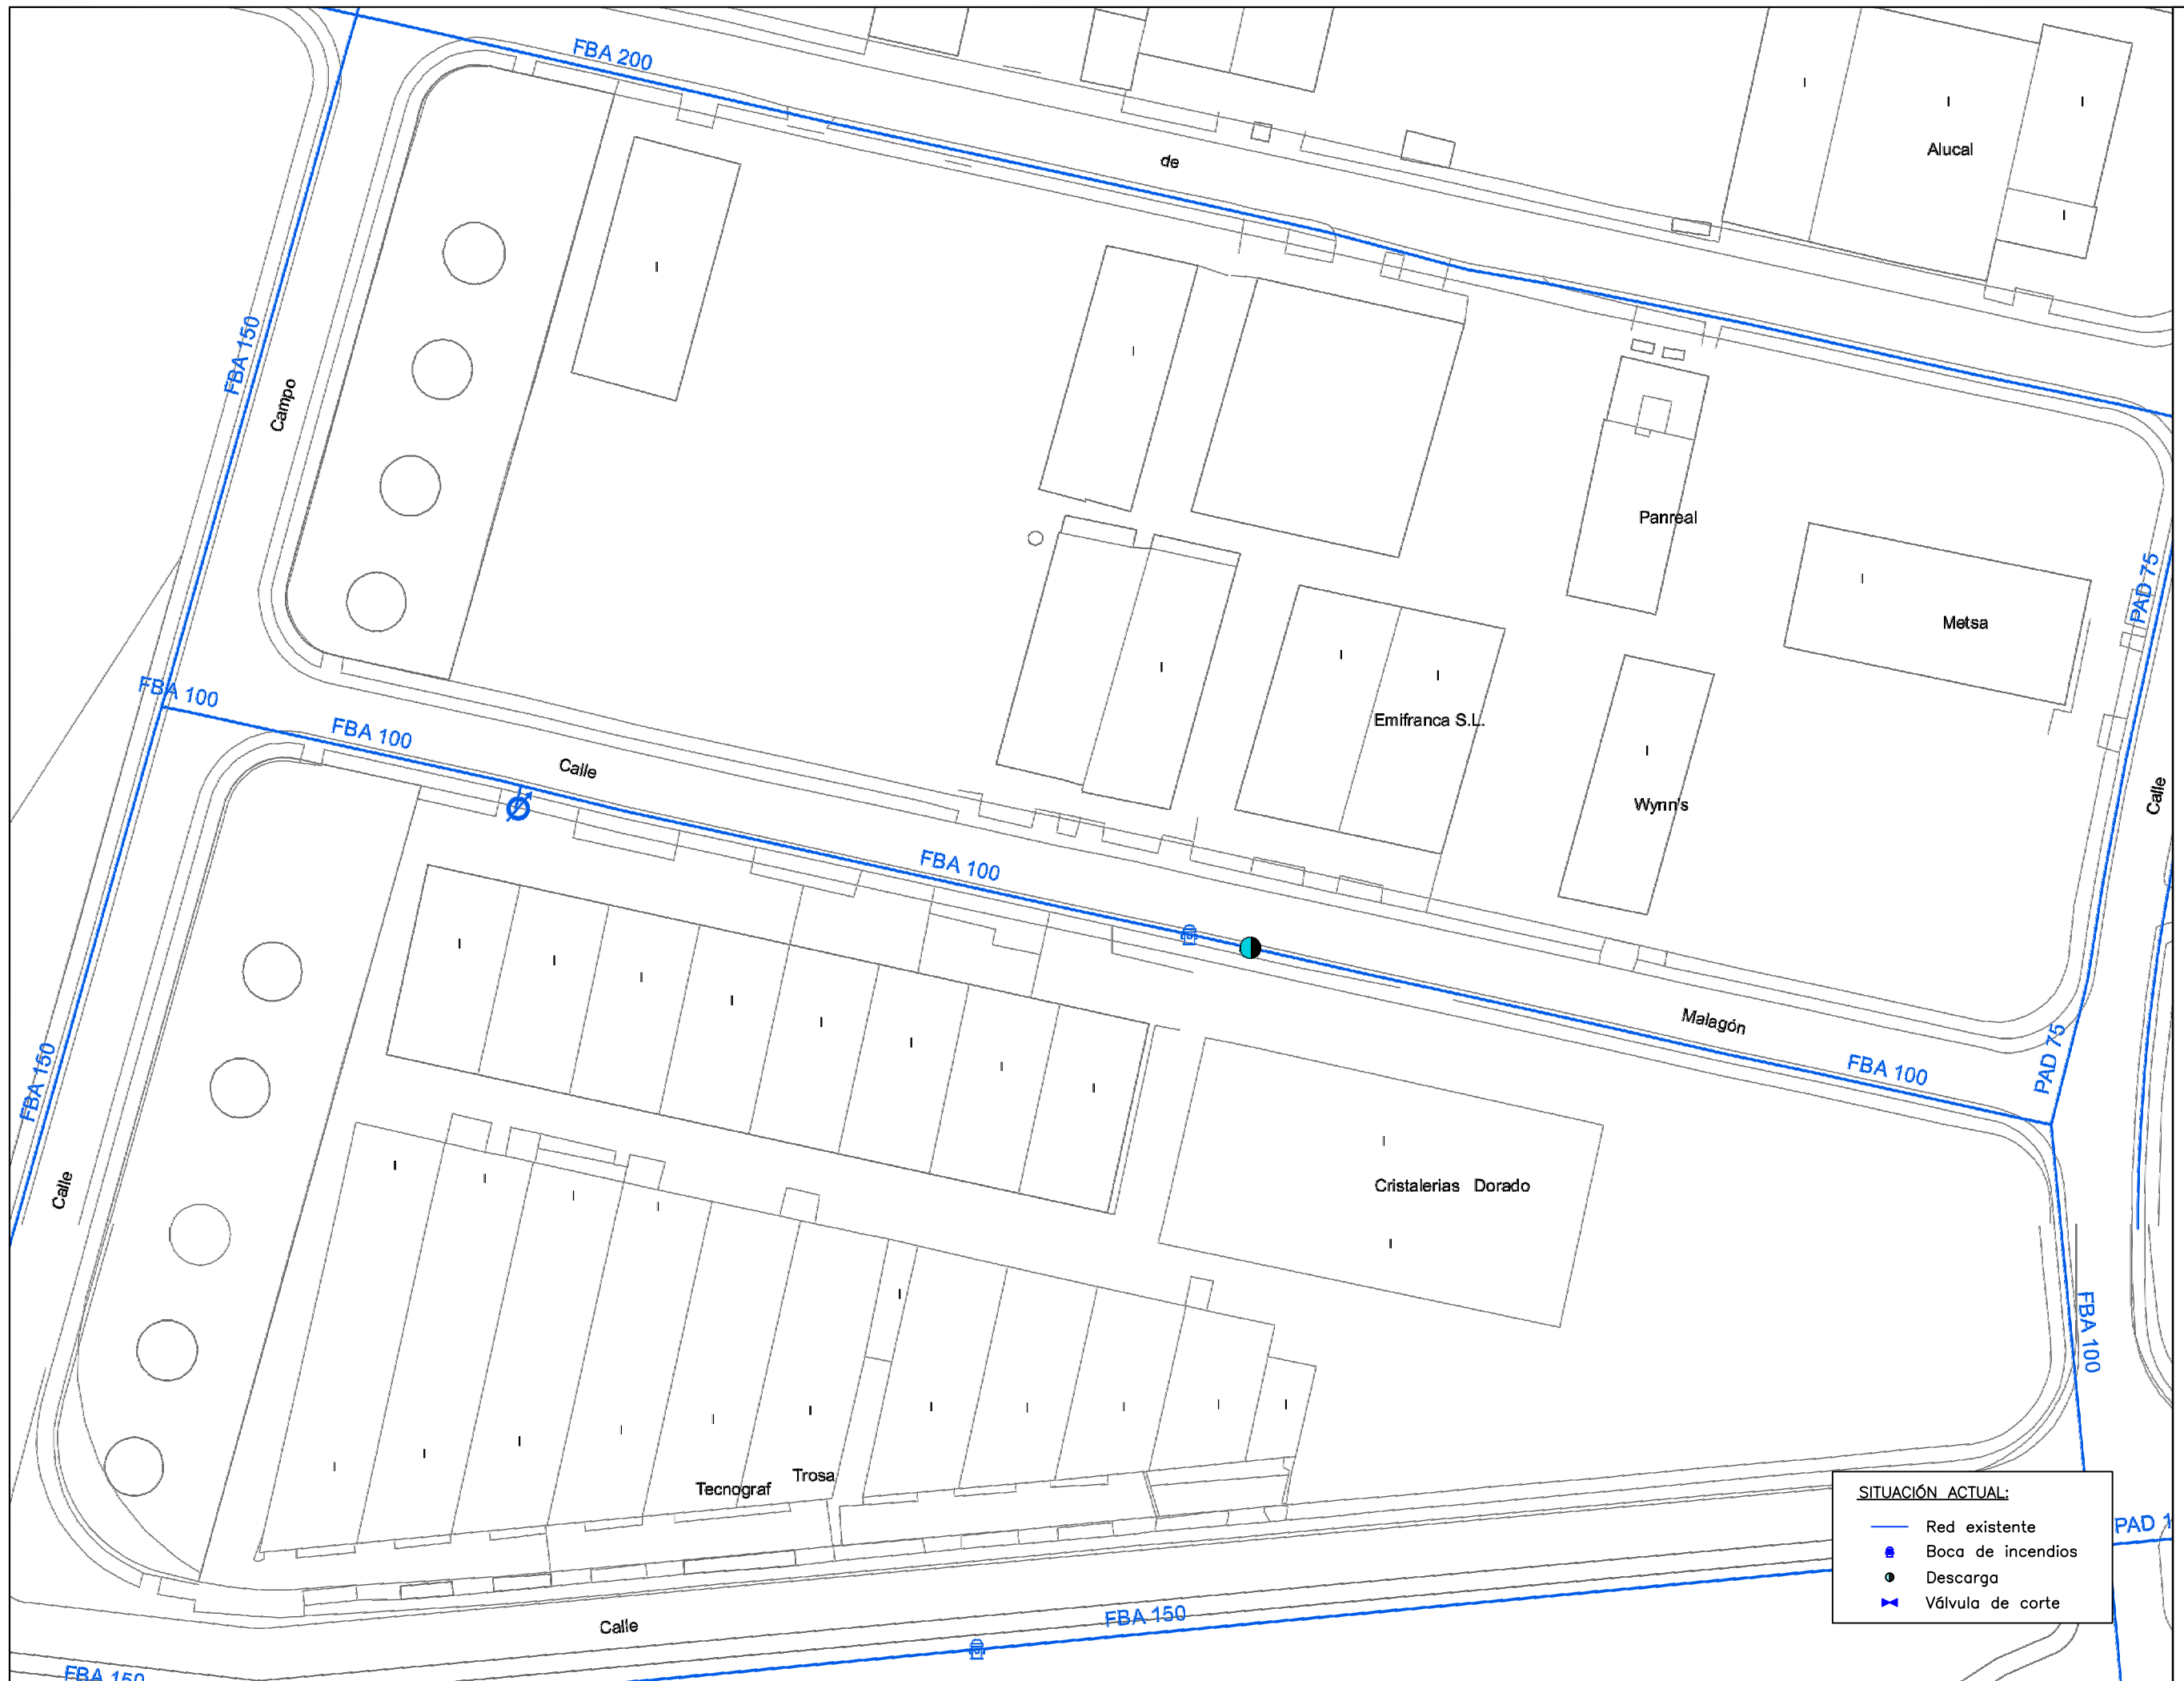 FBA 200
de
Alucal
FBA 150
Campo
Panreal
PAD 75
Metsa
FBA 100
FBA 100
Emifranca S.L.
Calle
Calle
Wynn's
FBA 100
Malagón
PAD 75
FBA 100
FBA 150
Calle
Cristalerias Dorado
FBA 100
Trosa
Tecnograf
SITUACIÓN ACTUAL:
Red existente
Boca de incendios
Descarga
Válvula de corte
PAD 1
FBA 150
Calle
FBA 150